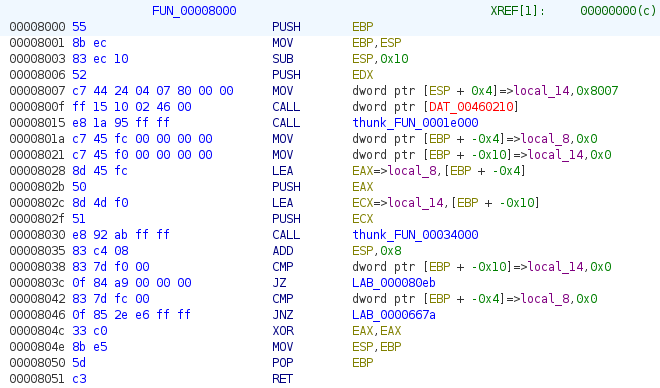 FUN_00008000 XREF[1]: 00000000(c)
00008000 55 PUSH EBP
00008001 8b ec MOV EBP,ESP
00008003 83 ec 10 SUB ESP,0x10
00008006 52 PUSH EDX
00008007 c7 44 24 04 07 80 00 00 MOV dword ptr [ESP + 0x4]=>local_14,0x8007
0000800f ff 15 10 02 46 00 CALL dword ptr [DAT_00460210]
00008015 e8 1a 95 ff ff CALL thunk_FUN_0001e000
0000801a c7 45 fc 00 00 00 00 MOV dword ptr [EBP + -0x4]=>local_8,0x0
00008021 c7 45 f0 00 00 00 00 MOV dword ptr [EBP + -0x10]=>local_14,0x0
00008028 8d 45 fc LEA EAX=>local_8,[EBP + -0x4]
0000802b 50 PUSH EAX
0000802c 8d 4d f0 LEA ECX=>local_14,[EBP + -0x10]
0000802f 51 PUSH ECX
00008030 e8 92 ab ff ff CALL thunk_FUN_00034000
00008035 83 c4 08 ADD ESP,0x8
00008038 83 7d f0 00 CMP dword ptr [EBP + -0x10]=>local_14,0x0
0000803c 0f 84 a9 00 00 00 JZ LAB_000080eb
00008042 83 7d fc 00 CMP dword ptr [EBP + -0x4]=>local_8,0x0
00008046 0f 85 2e e6 ff ff JNZ LAB_0000667a
0000804c 33 c0 XOR EAX,EAX
0000804e 8b e5 MOV ESP,EBP
00008050 5d POP EBP
00008051 c3 RET